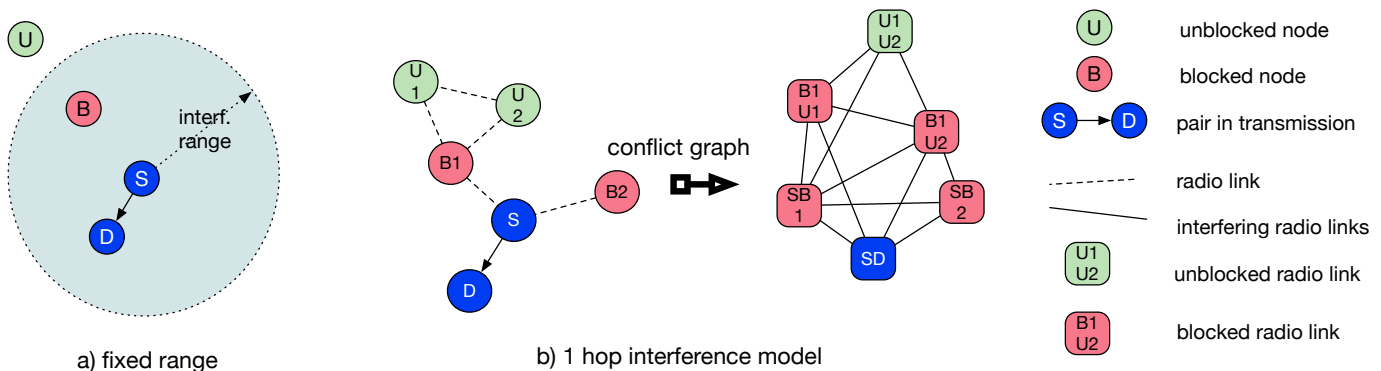 U
B
interf.
range
S
D
a) fixed range
U
1
U
2
B1
B2
S
D
b) 1 hop interference model
conflict graph
U1
U2
B1
U1
B1
U2
SB
1
SB
2
SD
U
unblocked node
B
blocked node
S
D
pair in transmission
radio link
interfering radio links
U1
U2
unblocked radio link
B1
U2
blocked radio link